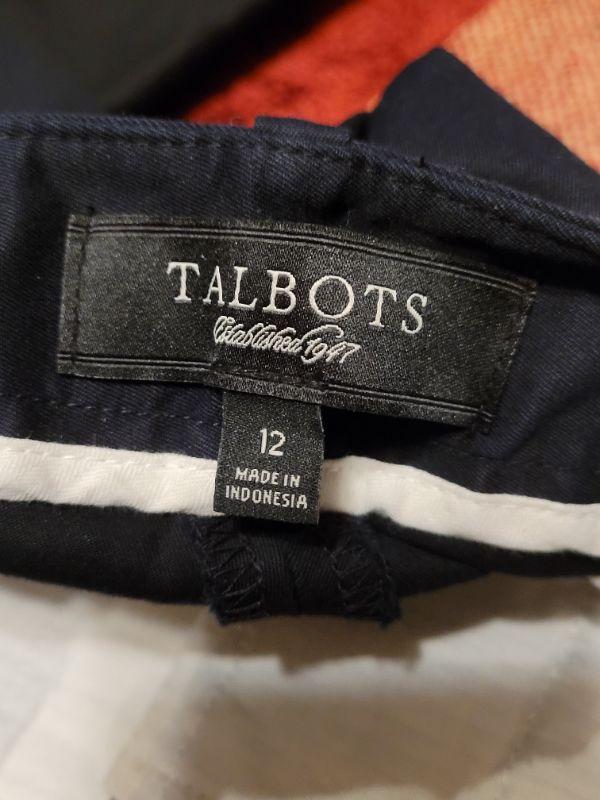 TALBOTS
Established 1947
12
MADE IN
INDONESIA